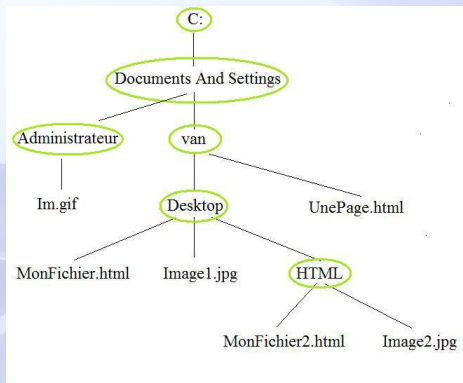 C:
Documents And Settings
Administrateur
van
Im.gif
Desktop
UnePage.html
MonFichier.html
Image1.jpg
HTML
MonFichier2.html
Image2.jpg